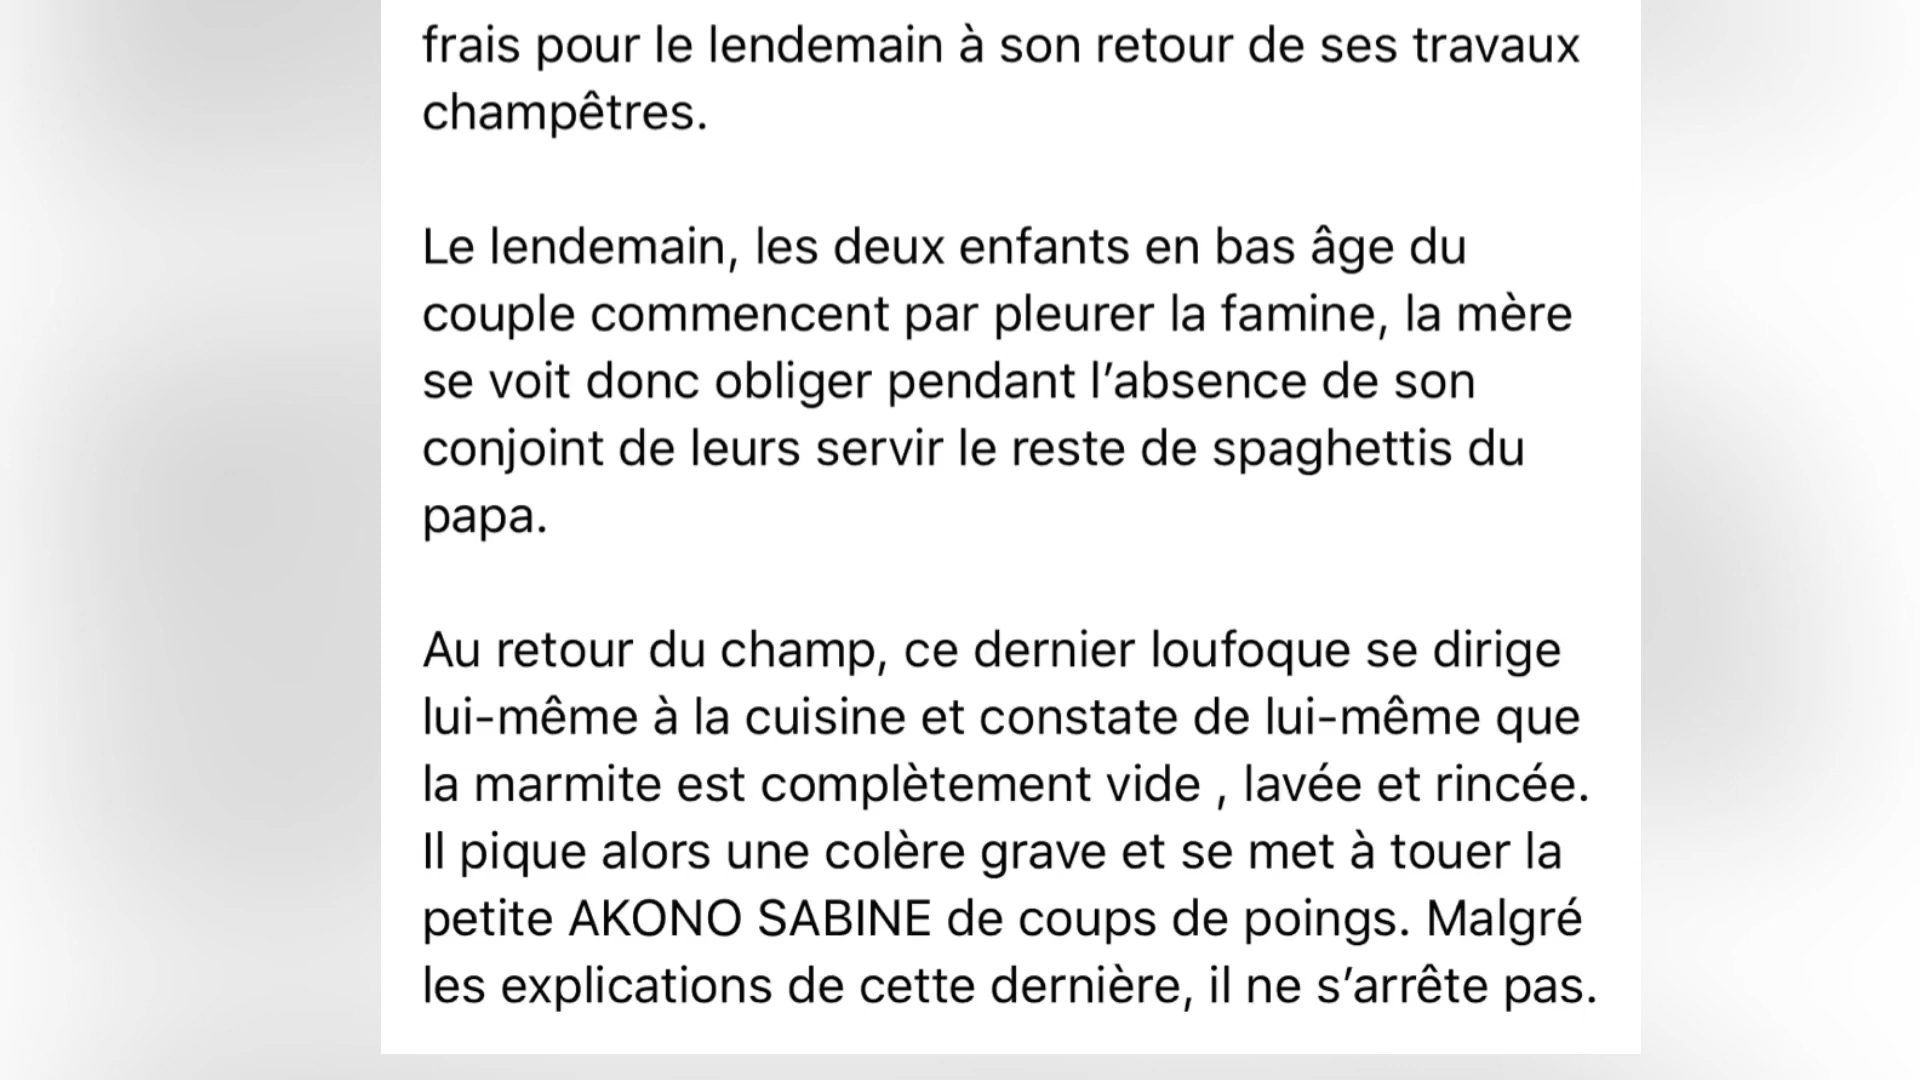 frais pour le lendemain à son retour de ses travaux
champêtres.
Le lendemain, les deux enfants en bas âge du
couple commencent par pleurer la famine, la mère
se voit donc obliger pendant l’absence de son
conjoint de leurs servir le reste de spaghettis du
papa.
Au retour du champ, ce dernier loufoque se dirige
lui-même à la cuisine et constate de lui-même que
la marmite est complètement vide , lavée et rincée.
Il pique alors une colère grave et se met à touer la
petite AKONO SABINE de coups de poings. Malgré
les explications de cette dernière, il ne s’arrête pas.